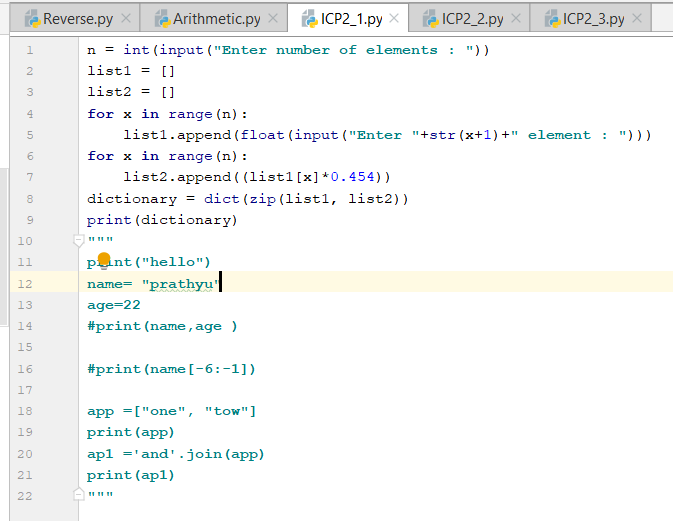 Reverse.py Arithmetic.py ICP2_1.py ICP2_2.py ICP2_3.py
1 n = int(input("Enter number of elements : "))
2 list1 = []
3 list2 = []
4 for x in range(n):
5     list1.append(float(input("Enter "+str(x+1)+" element : ")))
6 for x in range(n):
7     list2.append((list1[x]*0.454))
8 dictionary = dict(zip(list1, list2))
9 print(dictionary)
10 """
11 print("hello")
12 name= "prathyu"
13 age=22
14 #print(name,age )
15
16 #print(name[-6:-1])
17
18 app =["one", "tow"]
19 print(app)
20 ap1 ='and'.join(app)
21 print(ap1)
22 """